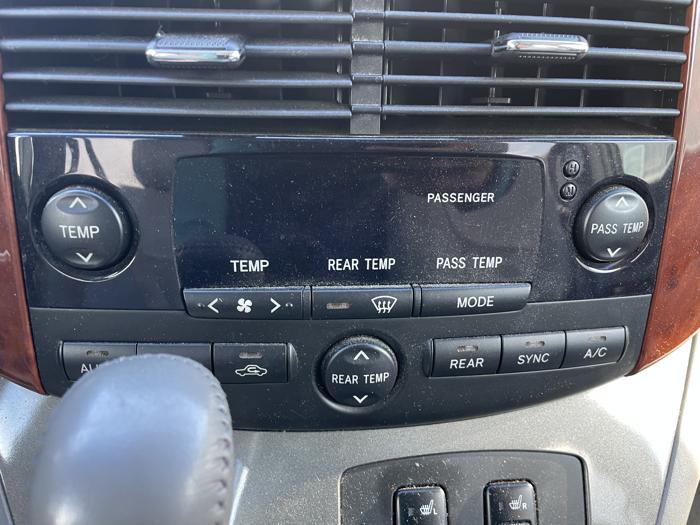 PASSENGER
H
M
TEMP
PASS TEMP
TEMP REAR TEMP PASS TEMP
MODE
REAR TEMP
REAR SYNC A/C
L R